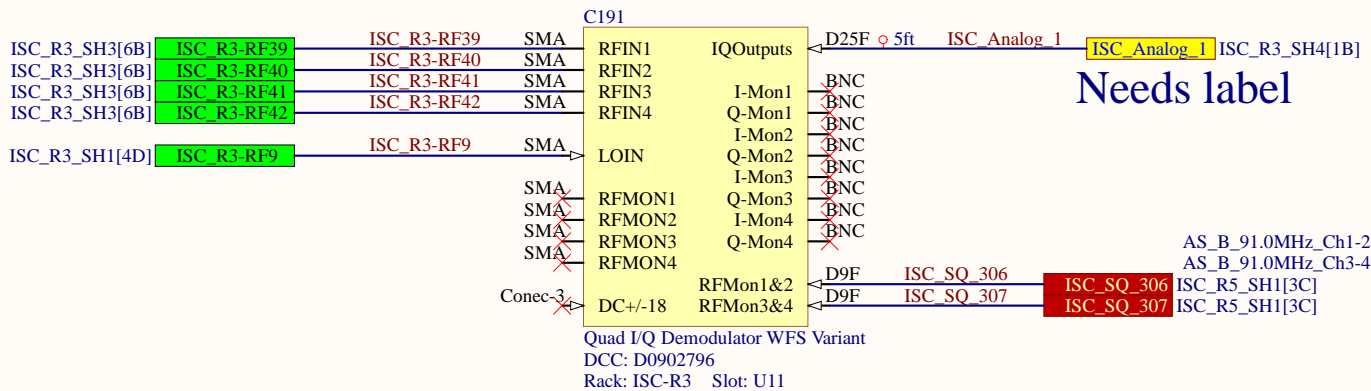 C191
ISC_R3_SH3[6B] ISC_R3-RF39 ISC_R3-RF39 SMA RFIN1 IQOutputs D25F 5ft ISC_Analog_1 ISC_Analog_1 ISC_R3_SH4[1B]
ISC_R3_SH3[6B] ISC_R3-RF40 ISC_R3-RF40 SMA RFIN2
ISC_R3_SH3[6B] ISC_R3-RF41 ISC_R3-RF41 SMA RFIN3 I-Mon1 BNC
Needs label
ISC_R3_SH3[6B] ISC_R3-RF42 ISC_R3-RF42 SMA RFIN4 Q-Mon1 BNC
I-Mon2 BNC
ISC_R3_SH1[4D] ISC_R3-RF9 ISC_R3-RF9 SMA LOIN Q-Mon2 BNC
I-Mon3 BNC
SMA RFMON1 Q-Mon3 BNC
SMA RFMON2 I-Mon4 BNC
SMA RFMON3 Q-Mon4 BNC
AS_B_91.0MHz_Ch1-2
SMA RFMON4
AS_B_91.0MHz_Ch3-4
RFMon1&2 D9F ISC_SQ_306 ISC_SQ_306 ISC_R5_SH1[3C]
Conec-3 DC+/-18 RFMon3&4 D9F ISC_SQ_307 ISC_SQ_307 ISC_R5_SH1[3C]
Quad I/Q Demodulator WFS Variant
DCC: D0902796
Rack: ISC-R3 Slot: U11